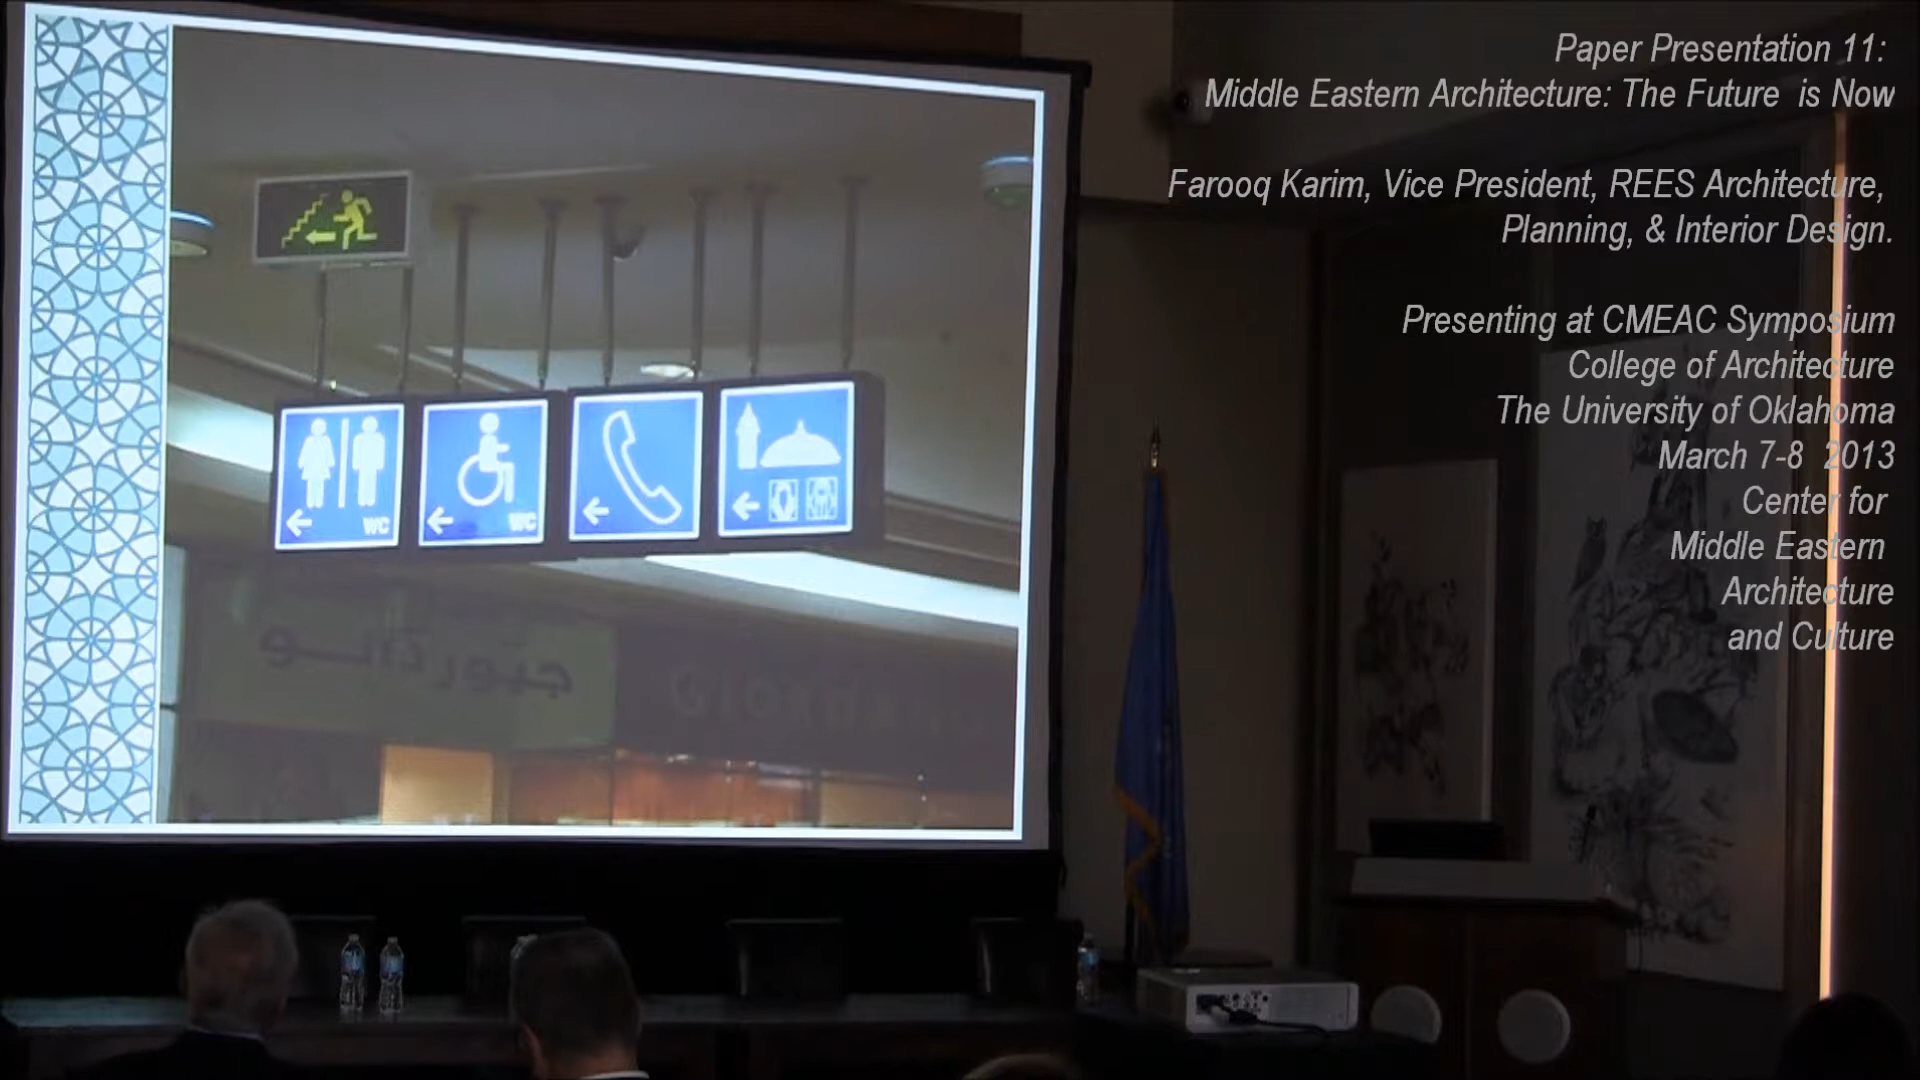 Paper Presentation 11:
Middle Eastern Architecture: The Future is Now
Farooq Karim, Vice President, REES Architecture,
Planning, & Interior Design.
Presenting at CMEAC Symposium
College of Architecture
The University of Oklahoma
March 7-8 2013
Center for
Middle Eastern
Architecture
and Culture
WC
WC